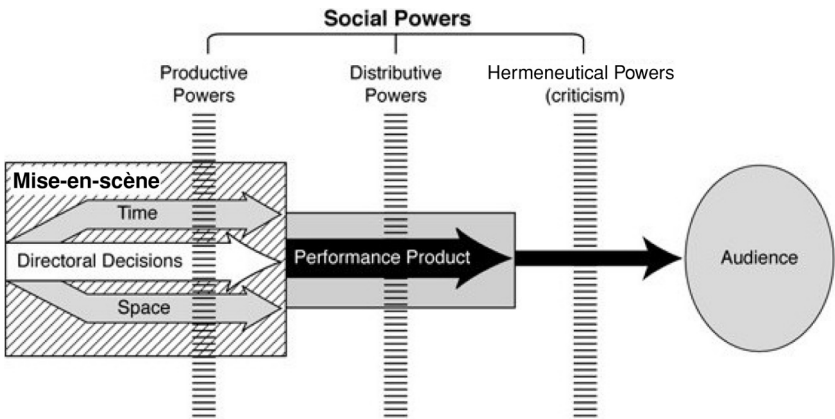 Social Powers
Productive
Powers
Distributive
Powers
Hermeneutical Powers
(criticism)
Mise-en-scène
Time
Directoral Decisions
Space
Performance Product
Audience